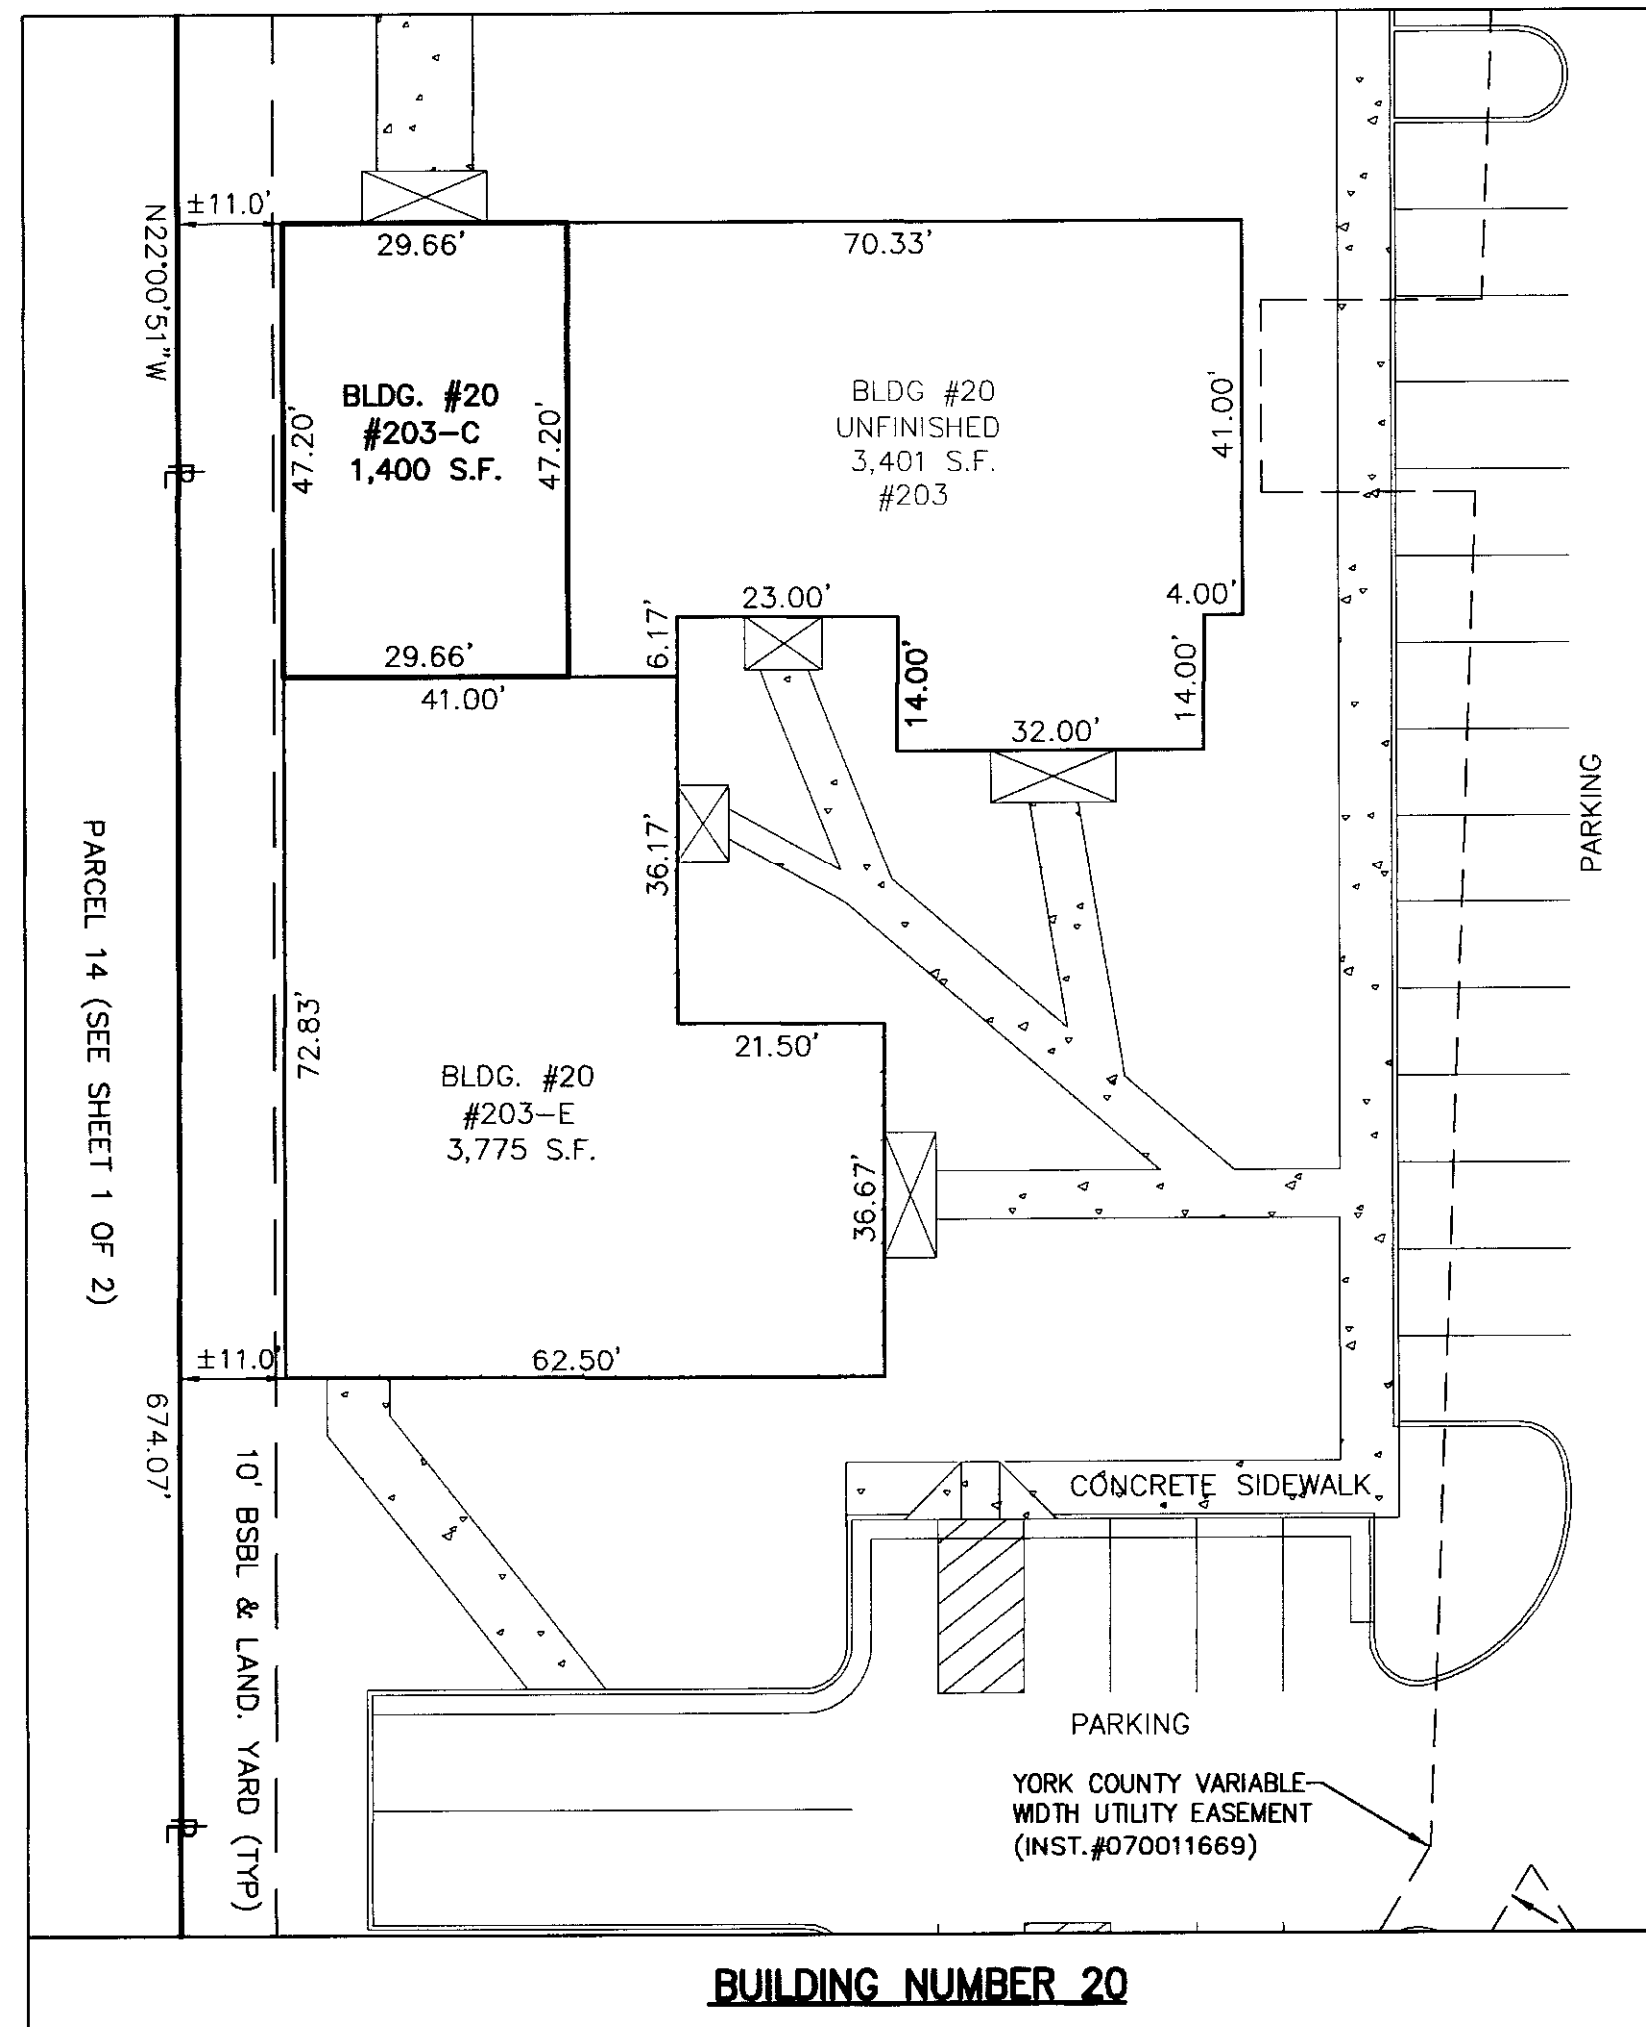 ±11.0'
29.66'
70.33'
N22°00'51"W
BLDG. #20
#203-C
1,400 S.F.
47.20'
47.20'
BLDG #20
UNFINISHED
3,401 S.F.
#203
41.00'
4.00'
23.00'
6.17'
14.00'
14.00'
32.00'
29.66'
41.00'
36.17'
PARKING
PARCEL 14 (SEE SHEET 1 OF 2)
72.83'
21.50'
BLDG. #20
#203-E
3,775 S.F.
36.67'
±11.0'
62.50'
674.07'
10' BSBL & LAND. YARD (TYP)
CONCRETE SIDEWALK
PARKING
YORK COUNTY VARIABLE
WIDTH UTILITY EASEMENT
(INST.#070011669)
PL
PL
BUILDING NUMBER 20